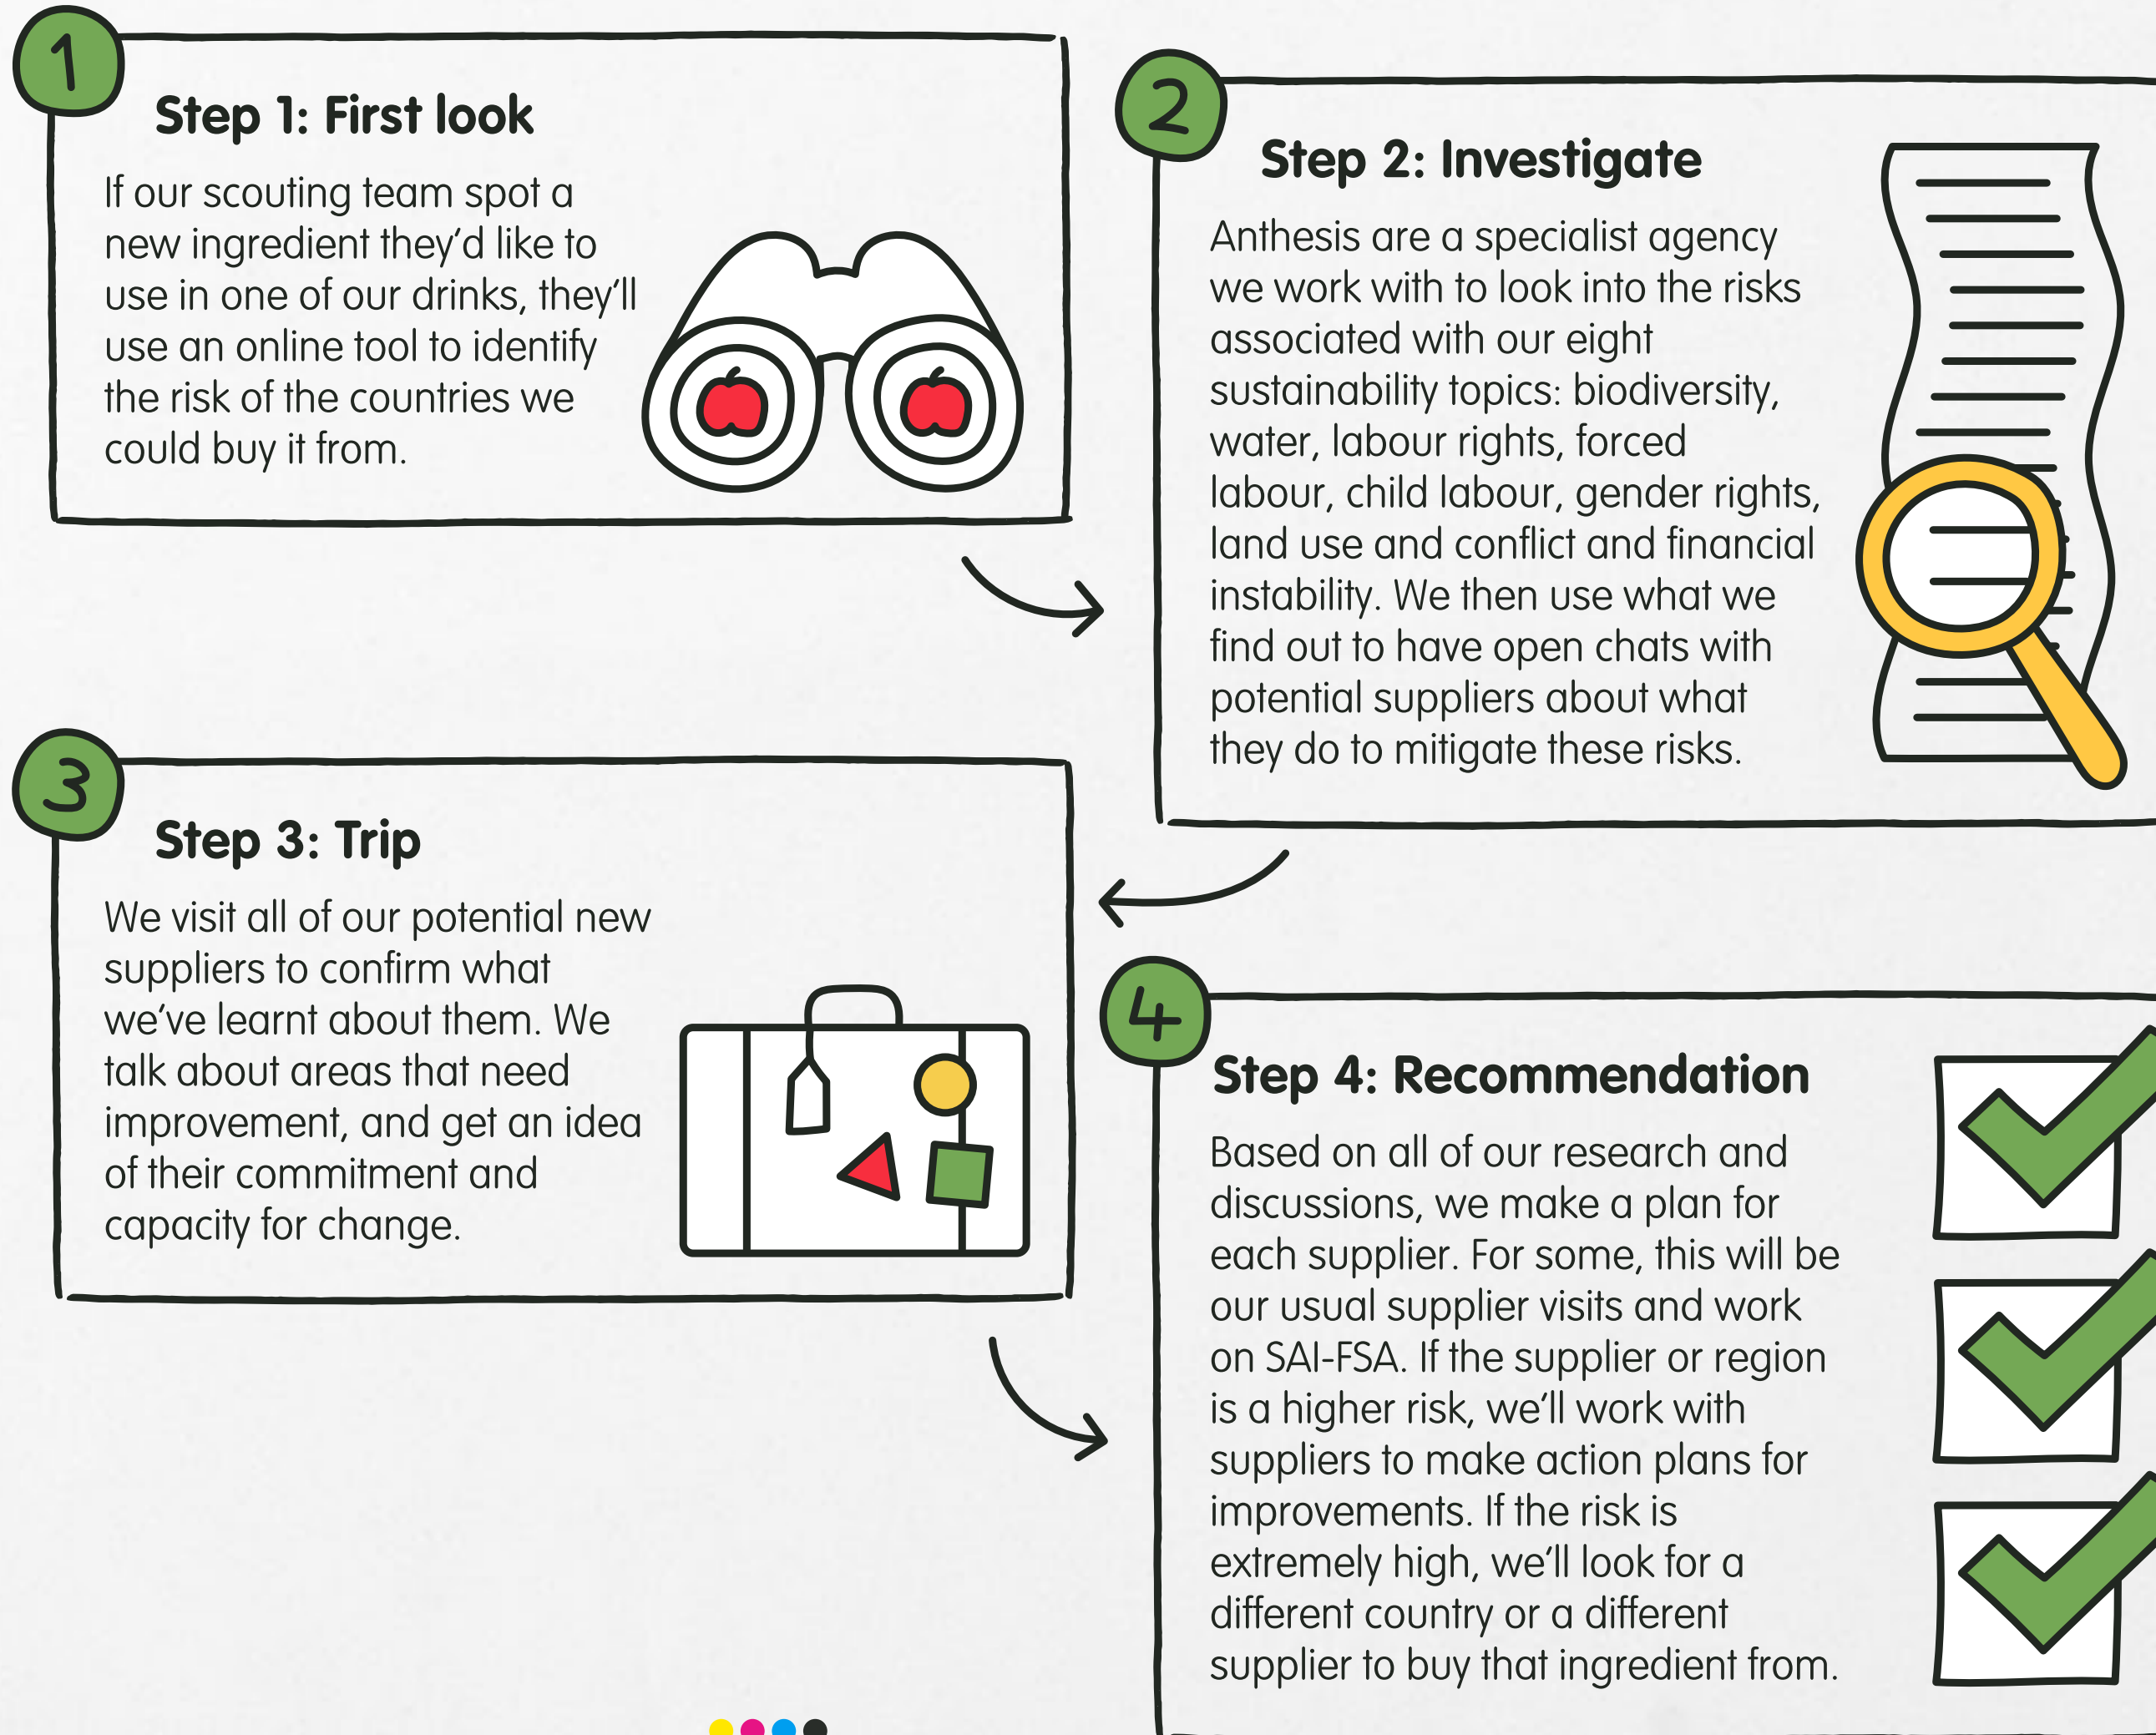 1
Step 1: First look
If our scouting team spot a
new ingredient they’d like to
use in one of our drinks, they’ll
use an online tool to identify
the risk of the countries we
could buy it from.
2
Step 2: Investigate
Anthesis are a specialist agency
we work with to look into the risks
associated with our eight
sustainability topics: biodiversity,
water, labour rights, forced
labour, child labour, gender rights,
land use and conflict and financial
instability. We then use what we
find out to have open chats with
potential suppliers about what
they do to mitigate these risks.
3
Step 3: Trip
We visit all of our potential new
suppliers to confirm what
we’ve learnt about them. We
talk about areas that need
improvement, and get an idea
of their commitment and
capacity for change.
4
Step 4: Recommendation
Based on all of our research and
discussions, we make a plan for
each supplier. For some, this will be
our usual supplier visits and work
on SAI-FSA. If the supplier or region
is a higher risk, we’ll work with
suppliers to make action plans for
improvements. If the risk is
extremely high, we’ll look for a
different country or a different
supplier to buy that ingredient from.